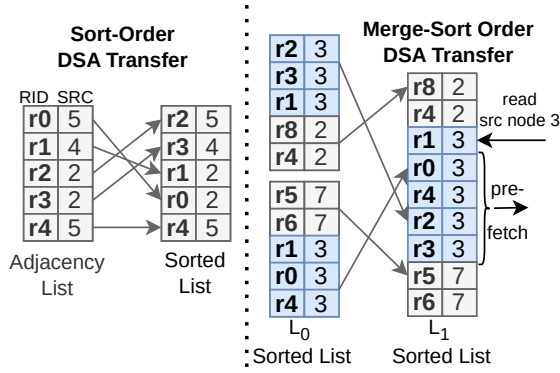 Sort-Order
DSA Transfer
RID SRC
r0 5
r1 4
r2 2
r3 2
r4 5
Adjacency
List
r2 5
r3 4
r1 2
r0 2
r4 5
Sorted
List
Merge-Sort Order
DSA Transfer
r2 3
r3 3
r1 3
r8 2
r4 2
r5 7
r6 7
r1 3
r0 3
r4 3
L0
Sorted List
r8 2
r4 2
r1 3
r0 3
r4 3
r2 3
r3 3
r5 7
r6 7
L1
Sorted List
read
src node 3
pre-
fetch